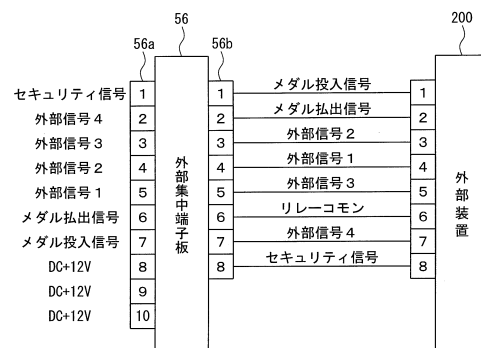 56
56a
56b
200
セキュリティ信号 1
外部信号4 2
外部信号3 3
外部信号2 4
外部信号1 5
メダル払出信号 6
メダル投入信号 7
DC+12V 8
DC+12V 9
DC+12V 10
外部集中端子板
1 メダル投入信号 1
2 メダル払出信号 2
3 外部信号2 3
4 外部信号1 4
5 外部信号3 5
6 リレーコモン 6
7 外部信号4 7
8 セキュリティ信号 8
外部装置